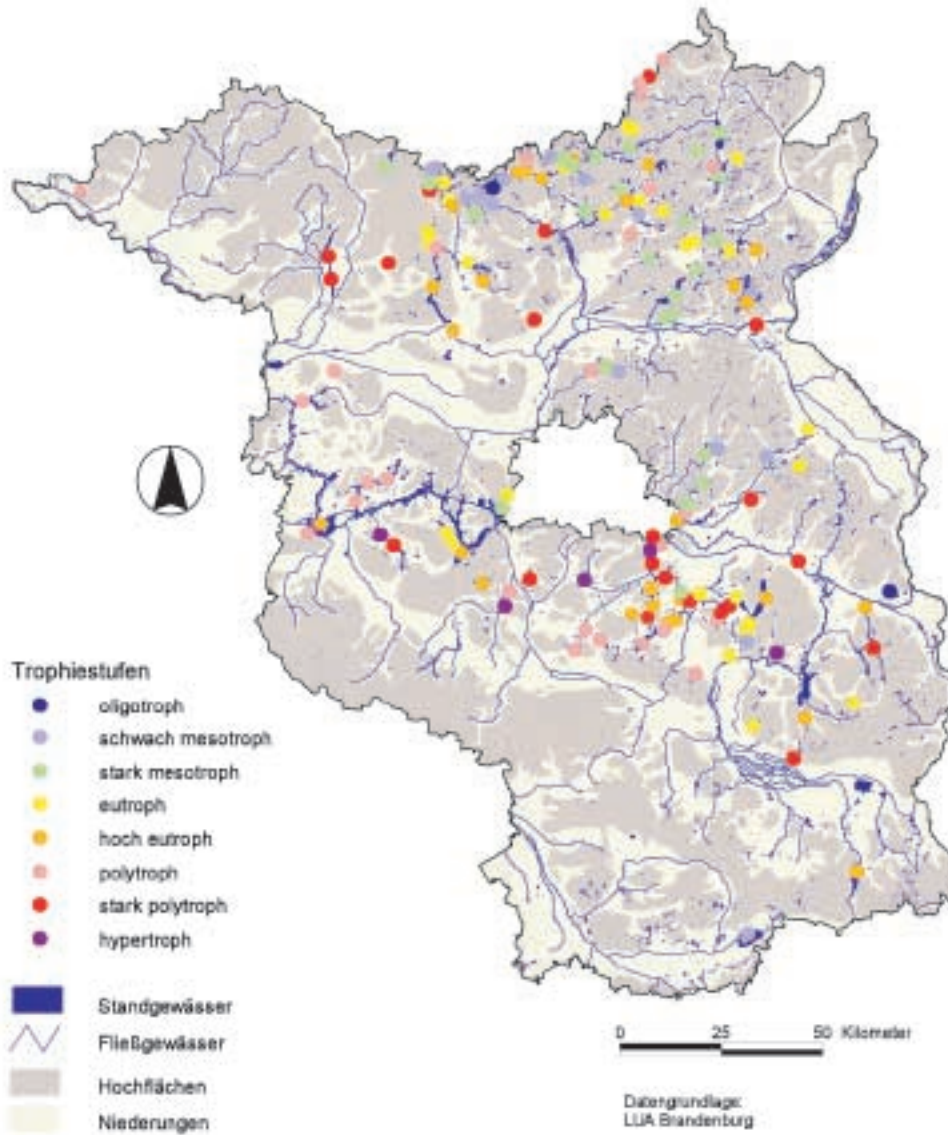 Trophiestufen
oligotroph
schwach mesotroph
stark mesotroph
eutroph
hoch eutroph
polytroph
stark polytroph
hypertroph
Standgewässer
Fließgewässer
Hochflächen
Niederungen
0 25 50 Kilometer
Datengrundlage:
LUA Brandenburg